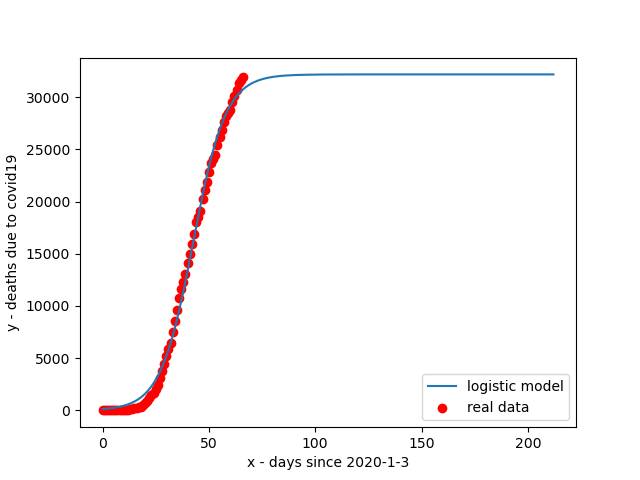 30000
25000
20000
15000
10000
5000
0
y - deaths due to covid19
logistic model
real data
0 50 100 150 200
x - days since 2020-1-3